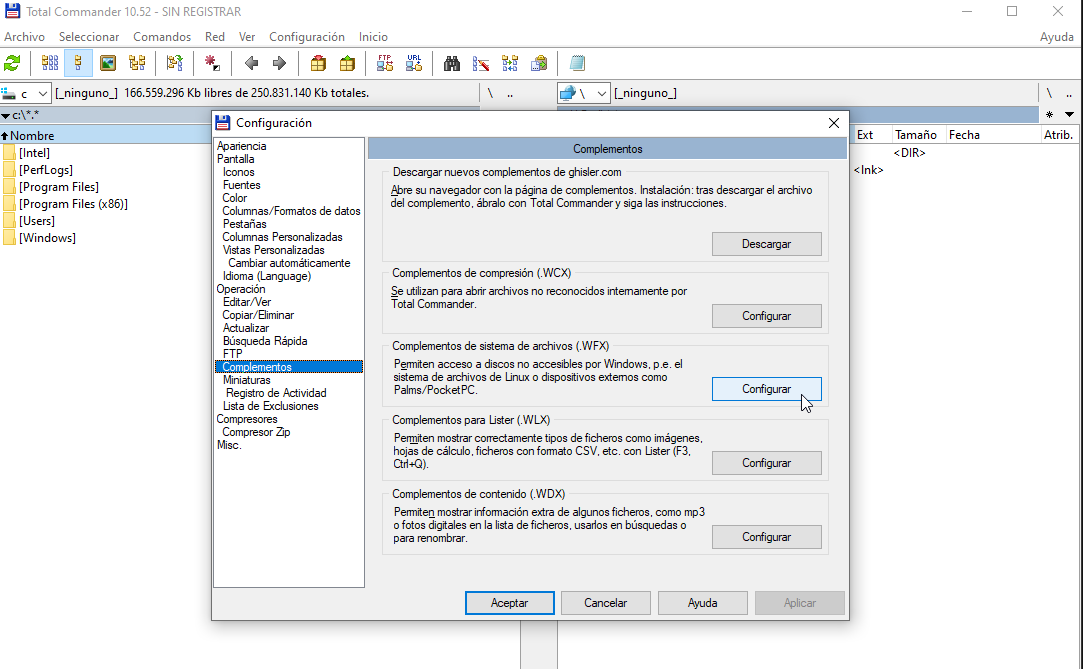 Total Commander 10.52 - SIN REGISTRAR
Archivo Seleccionar Comandos Red Ver Configuración Inicio Ayuda
FTP URL
c [_ninguno_] 166.559.296 Kb libres de 250.831.140 Kb totales. \ ..
\ [_ninguno_] \ ..
c:\*.*
* 
Nombre
Ext Tamaño Fecha Atrib.
[Intel]
[PerfLogs]
[Program Files]
[Program Files (x86)]
[Users]
[Windows]
<DIR>
<lnk>
Configuración
Apariencia
Pantalla
Iconos
Fuentes
Color
Columnas/Formatos de datos
Pestañas
Columnas Personalizadas
Vistas Personalizadas
Cambiar automáticamente
Idioma (Language)
Operación
Editar/Ver
Copiar/Eliminar
Actualizar
Búsqueda Rápida
FTP
Complementos
Miniaturas
Registro de Actividad
Lista de Exclusiones
Compresores
Compresor Zip
Misc.
Complementos
Descargar nuevos complementos de ghisler.com
Abre su navegador con la página de complementos. Instalación: tras descargar el archivo
del complemento, ábralo con Total Commander y siga las instrucciones.
Descargar
Complementos de compresión (.WCX)
Se utilizan para abrir archivos no reconocidos internamente por
Total Commander.
Configurar
Complementos de sistema de archivos (.WFX)
Permiten acceso a discos no accesibles por Windows, p.e. el
sistema de archivos de Linux o dispositivos externos como
Palms/PocketPC.
Configurar
Complementos para Lister (.WLX)
Permiten mostrar correctamente tipos de ficheros como imágenes,
hojas de cálculo, ficheros con formato CSV, etc. con Lister (F3,
Ctrl+Q).
Configurar
Complementos de contenido (.WDX)
Permiten mostrar información extra de algunos ficheros, como mp3
o fotos digitales en la lista de ficheros, usarlos en búsquedas o
para renombrar.
Configurar
Aceptar Cancelar Ayuda Aplicar